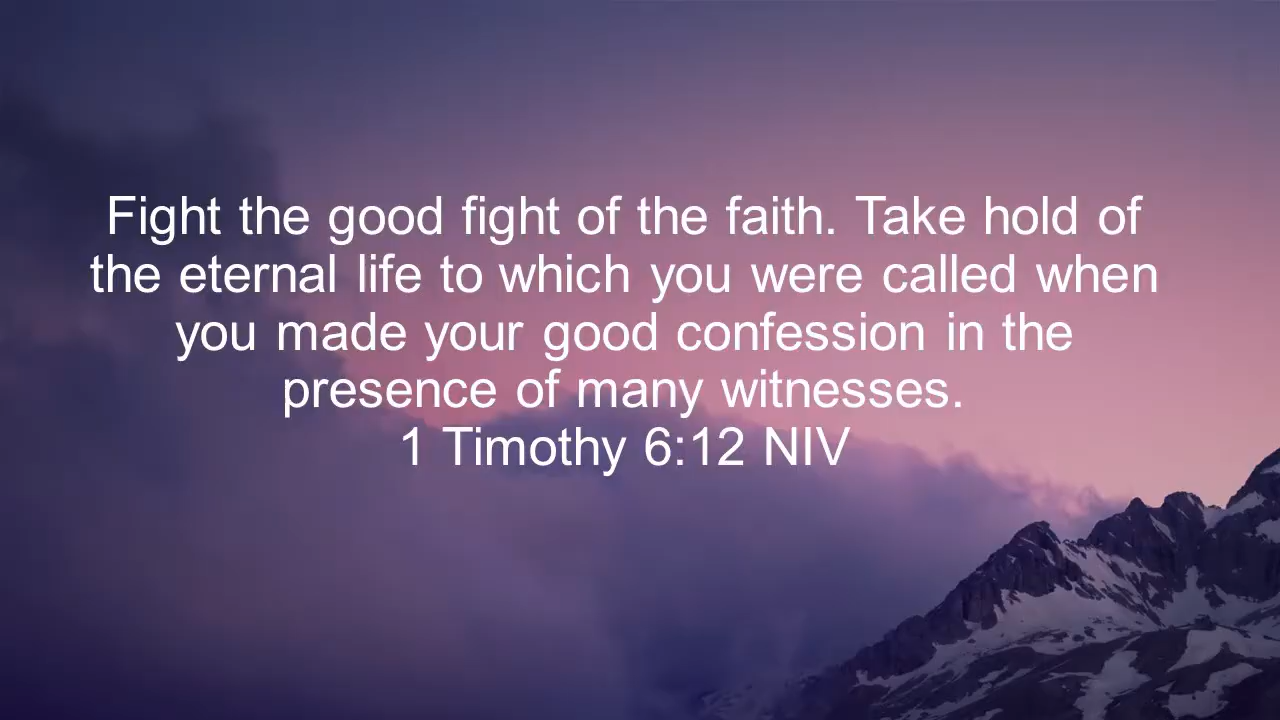 Fight the good fight of the faith. Take hold of
the eternal life to which you were called when
you made your good confession in the
presence of many witnesses.
1 Timothy 6:12 NIV